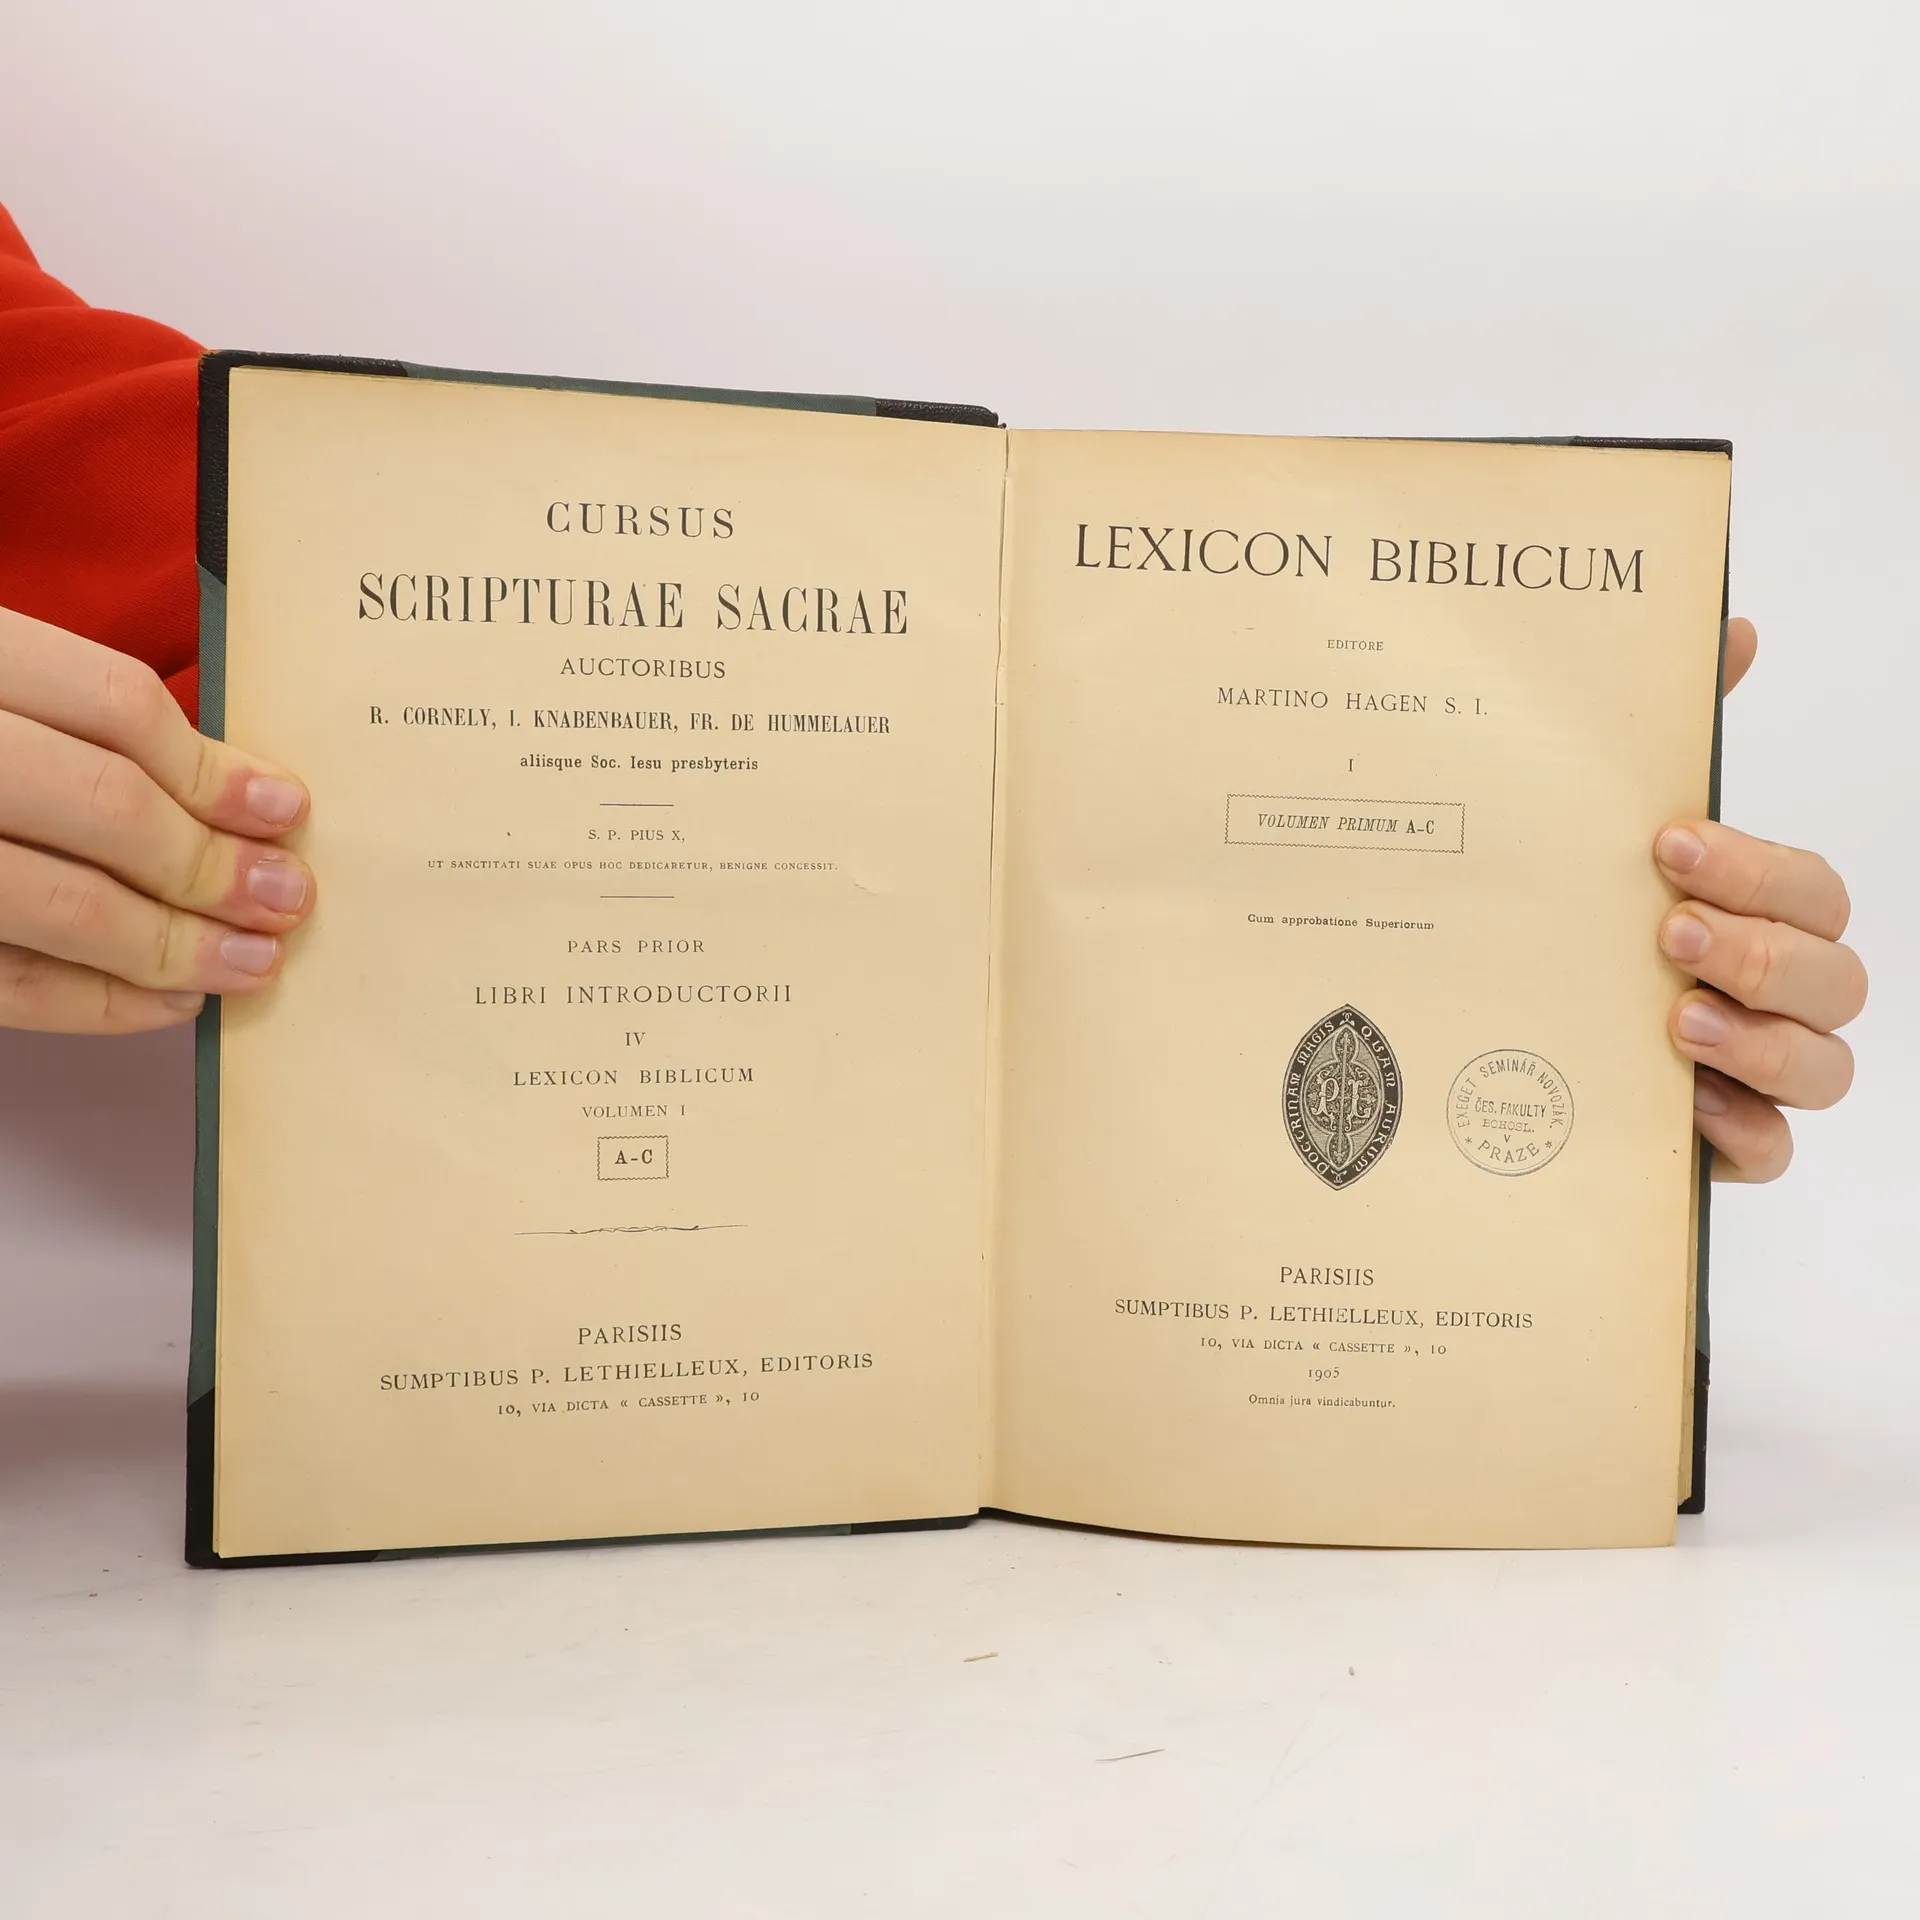 CURSUS
SCRIPTURAE SACRAE
AUCTORIBUS
R. CORNELY, I. KNABENBAUER, FR. DE HUMMELAUER
aliisque Soc. Iesu presbyteris
S. P. PIUS X,
UT SANCTITATI SUAE OPUS HOC DEDICARETUR, BENIGNE CONCESSIT.
PARS PRIOR
LIBRI INTRODUCTORII
IV
LEXICON BIBLICUM
VOLUMEN I
A-C
PARISIIS
SUMPTIBUS P. LETHIELLEUX, EDITORIS
10, VIA DICTA « CASSETTE », 10
LEXICON BIBLICUM
EDITORE
MARTINO HAGEN S. I.
I
VOLUMEN PRIMUM A-C
Cum approbatione Superiorum
DOCTRINAM MAGIS QUAM AURUM
PL
EXEGET SEMINÁŘ NOVOZÁK.
ČES. FAKULTY
BOHOSL.
V
* PRAZE *
PARISIIS
SUMPTIBUS P. LETHIELLEUX, EDITORIS
10, VIA DICTA « CASSETTE », 10
1905
Omnia jura vindicabuntur.